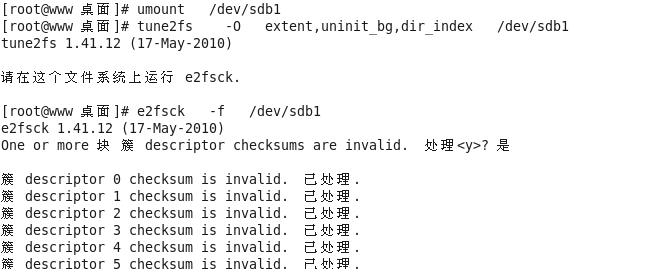 [root@www 桌面]# umount   /dev/sdb1
[root@www 桌面]# tune2fs    -O   extent,uninit_bg,dir_index   /dev/sdb1
tune2fs 1.41.12 (17-May-2010)
请在这个文件系统上运行 e2fsck.
[root@www 桌面]# e2fsck   -f   /dev/sdb1
e2fsck 1.41.12 (17-May-2010)
One or more 块 簇 descriptor checksums are invalid.  处理<y>? 是
簇 descriptor 0 checksum is invalid.  已处理.
簇 descriptor 1 checksum is invalid.  已处理.
簇 descriptor 2 checksum is invalid.  已处理.
簇 descriptor 3 checksum is invalid.  已处理.
簇 descriptor 4 checksum is invalid.  已处理.
簇 descriptor 5 checksum is invalid.  已处理.